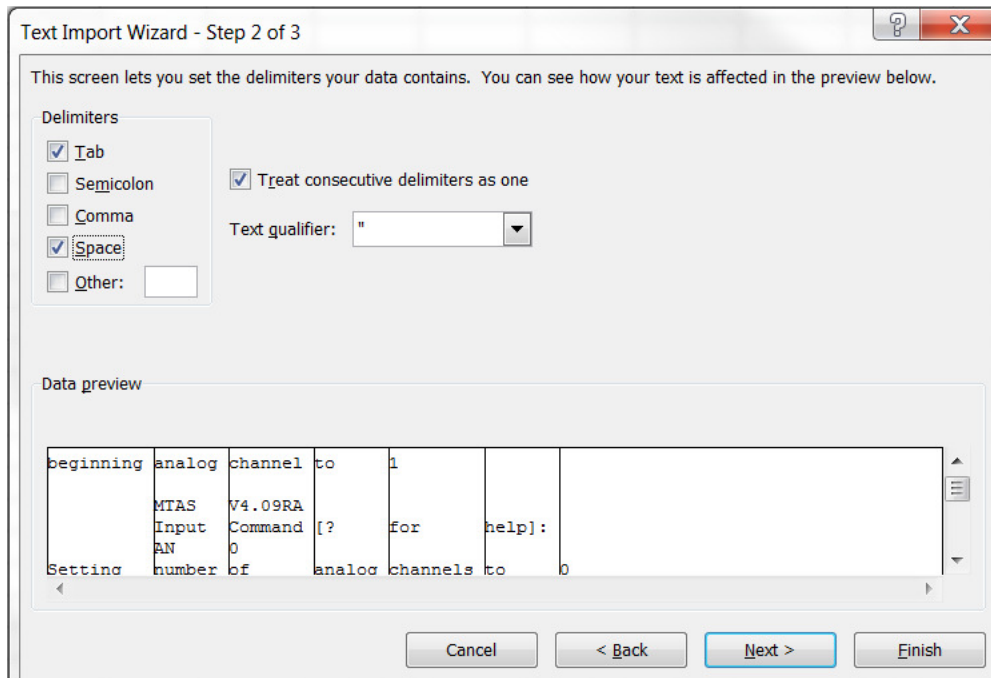 Text Import Wizard - Step 2 of 3
This screen lets you set the delimiters your data contains. You can see how your text is affected in the preview below.
Delimiters
Tab
Semicolon
Comma
Space
Other:
Treat consecutive delimiters as one
Text qualifier: "
Data preview
beginning analog channel to 1
MTAS V4.09RA
Input Command [? for help]:
AN 0
Setting number of analog channels to 0
Cancel < Back Next > Finish